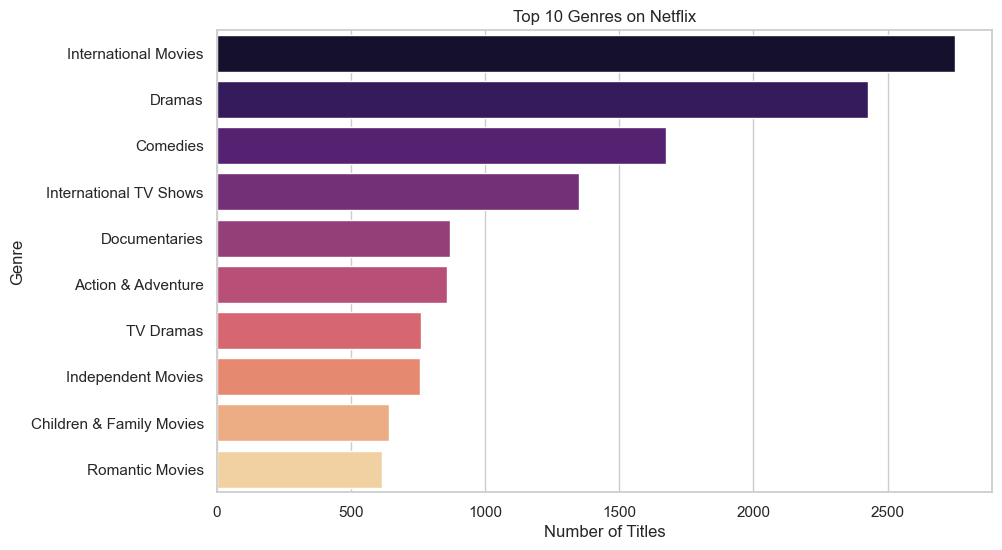 Top 10 Genres on Netflix
Genre
International Movies
Dramas
Comedies
International TV Shows
Documentaries
Action & Adventure
TV Dramas
Independent Movies
Children & Family Movies
Romantic Movies
0 500 1000 1500 2000 2500
Number of Titles